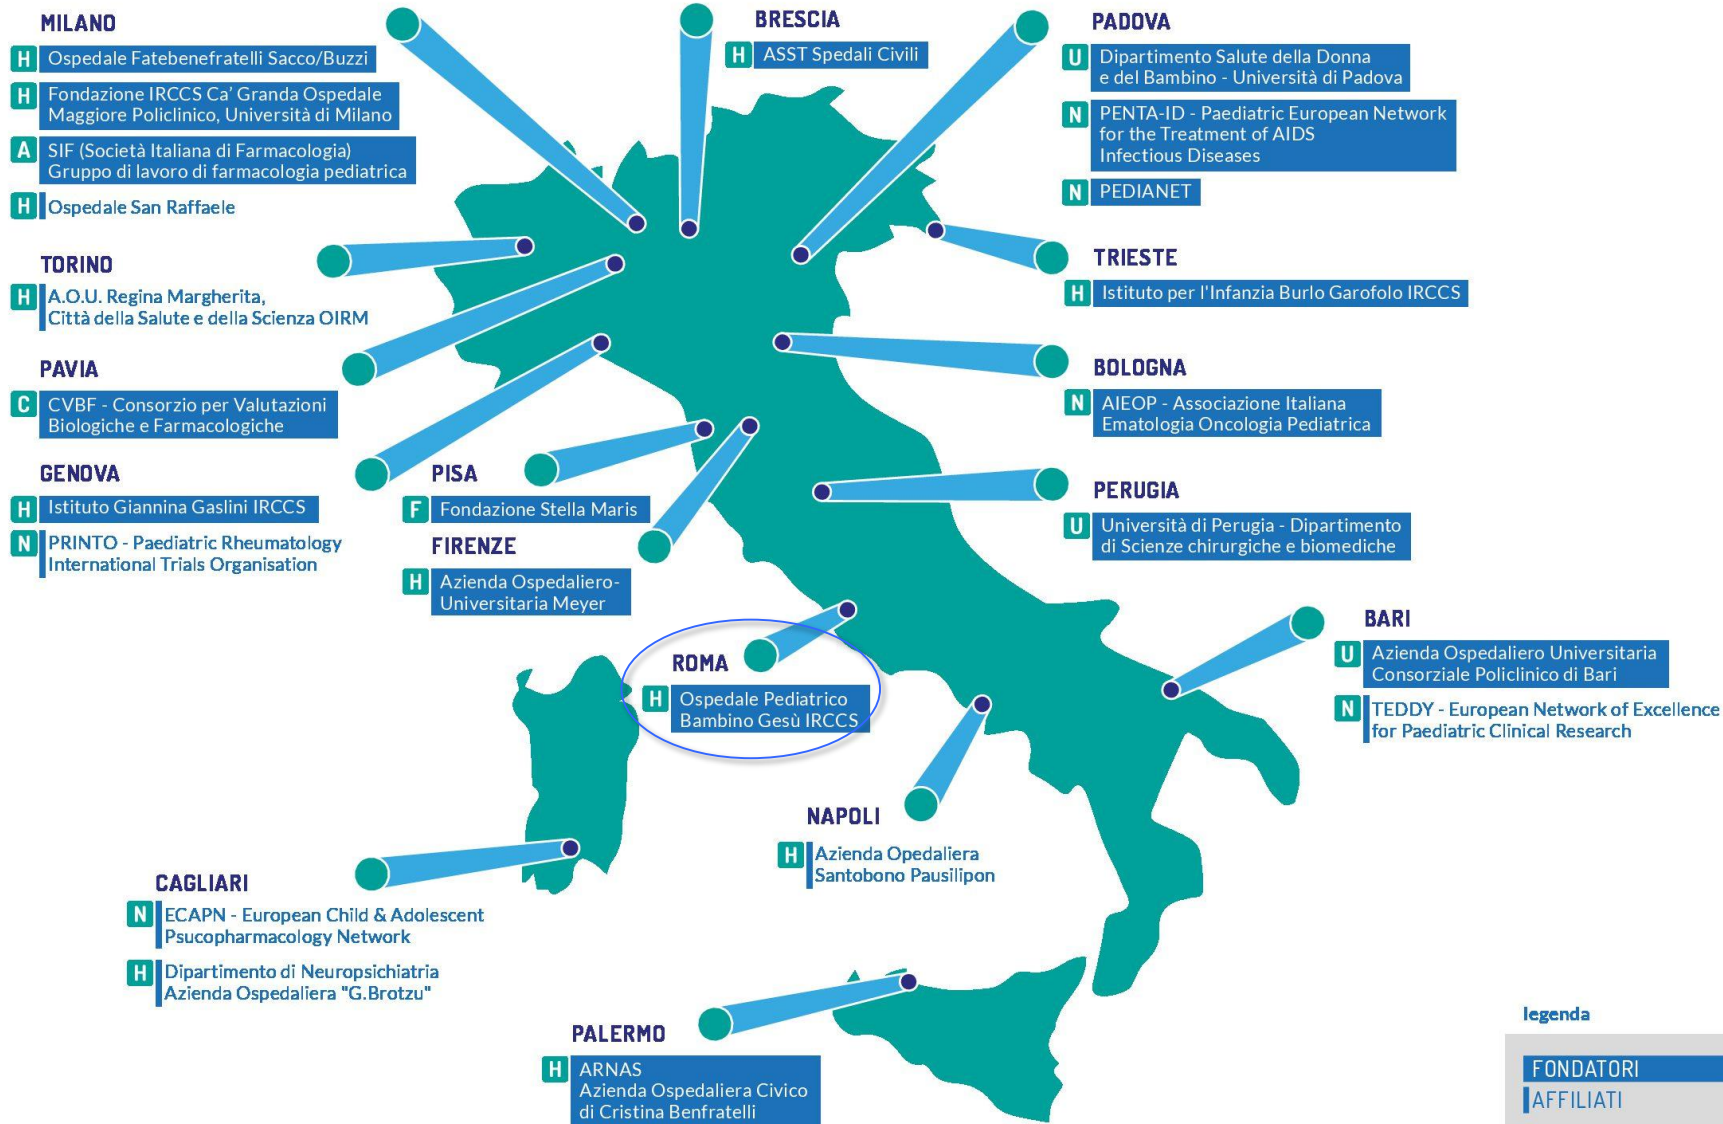 MILANO
H Ospedale Fatebenefratelli Sacco/Buzzi
H Fondazione IRCCS Ca' Granda Ospedale
Maggiore Policlinico, Università di Milano
A SIF (Società Italiana di Farmacologia)
Gruppo di lavoro di farmacologia pediatrica
H Ospedale San Raffaele
TORINO
H A.O.U. Regina Margherita,
Città della Salute e della Scienza OIRM
PAVIA
C CVBF - Consorzio per Valutazioni
Biologiche e Farmacologiche
GENOVA
H Istituto Giannina Gaslini IRCCS
N PRINTO - Paediatric Rheumatology
International Trials Organisation
PISA
F Fondazione Stella Maris
FIRENZE
H Azienda Ospedaliero-
Universitaria Meyer
BRESCIA
H ASST Spedali Civili
PADOVA
U Dipartimento Salute della Donna
e del Bambino - Università di Padova
N PENTA-ID - Paediatric European Network
for the Treatment of AIDS
Infectious Diseases
N PEDIANET
TRIESTE
H Istituto per l'Infanzia Burlo Garofolo IRCCS
BOLOGNA
N AIEOP - Associazione Italiana
Ematologia Oncologia Pediatrica
PERUGIA
U Università di Perugia - Dipartimento
di Scienze chirurgiche e biomediche
ROMA
H Ospedale Pediatrico
Bambino Gesù IRCCS
BARI
U Azienda Ospedaliero Universitaria
Consorziale Policlinico di Bari
N TEDDY - European Network of Excellence
for Paediatric Clinical Research
NAPOLI
H Azienda Opedaliera
Santobono Pausilipon
CAGLIARI
N ECAPN - European Child & Adolescent
Psucopharmacology Network
H Dipartimento di Neuropsichiatria
Azienda Ospedaliera "G.Brotzu"
PALERMO
H ARNAS
Azienda Ospedaliera Civico
di Cristina Benfratelli
legenda
FONDATORI
AFFILIATI